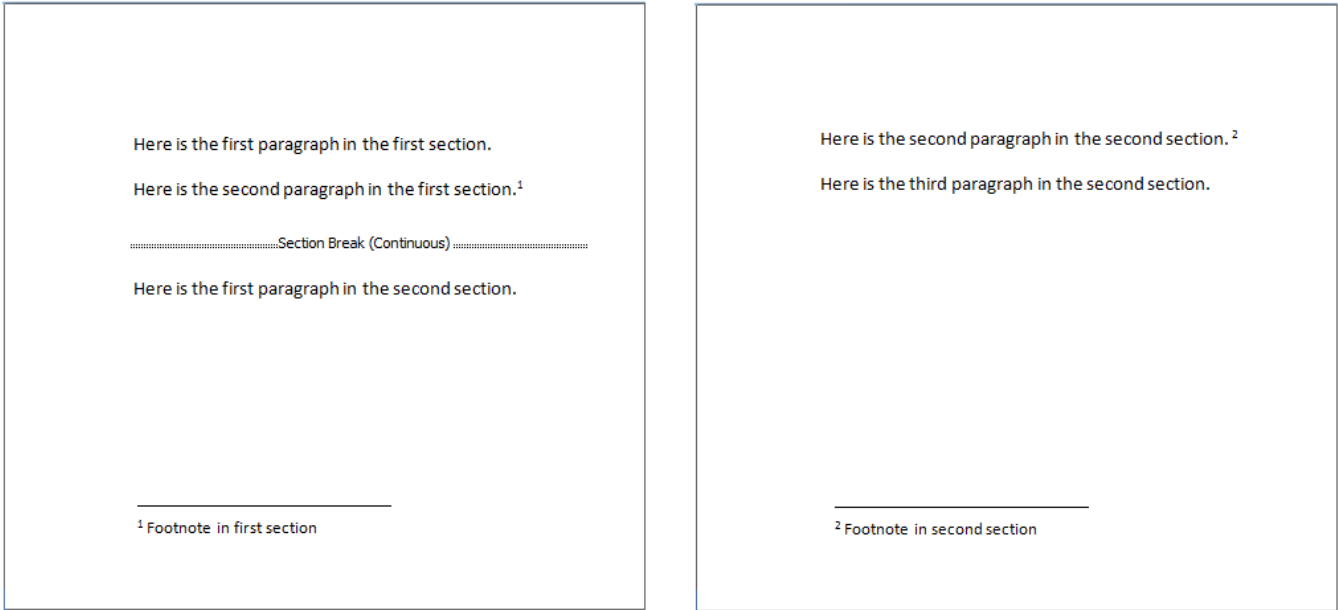 Here is the first paragraph in the first section.
Here is the second paragraph in the first section.¹
Section Break (Continuous)
Here is the first paragraph in the second section.
¹ Footnote in first section
Here is the second paragraph in the second section. ²
Here is the third paragraph in the second section.
² Footnote in second section